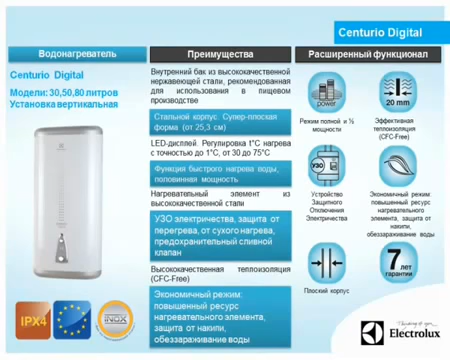 Centurio Digital
Водонагреватель
Centurio Digital
Модели: 30,50,80 литров
Установка вертикальная
IPX4
INOX
Преимущества
Внутренний бак из высококачественной
нержавеющей стали, рекомендованная
для использования в пищевом
производстве
Стальной корпус. Супер-плоская
форма (от 25,3 см)
LED-дисплей. Регулировка t°C нагрева
с точностью до 1°C, от 30 до 75°C
Функция быстрого нагрева воды,
половинная мощность.
Нагревательный элемент из
высококачественной стали
УЗО электричества, защита от
перегрева, от сухого нагрева,
предохранительный сливной
клапан
Высококачественная теплоизоляция
(CFC-Free)
Экономичный режим:
повышенный ресурс
нагревательного элемента,
защита от накипи,
обеззараживание воды
Расширенный функционал
power
Режим полной и ½
мощности
20 mm
Эффективная
теплоизоляция
(CFC-Free)
УЗО
Устройство
Защитного
Отключения
Электричества
Экономичный режим:
повышенный ресурс
нагревательного
элемента, защита от
накипи,
обеззараживание воды
Плоский корпус
7 лет
гарантии
Thinking of you
Electrolux